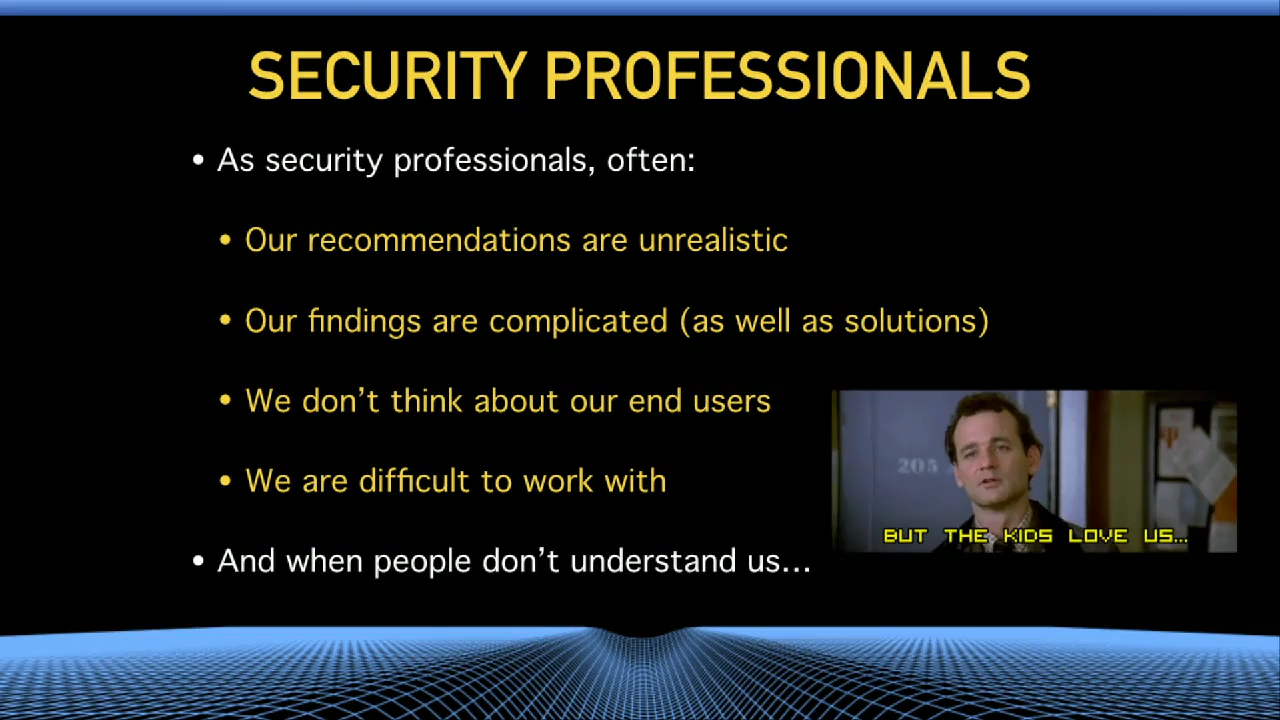 SECURITY PROFESSIONALS
• As security professionals, often:
• Our recommendations are unrealistic
• Our findings are complicated (as well as solutions)
• We don’t think about our end users
• We are difficult to work with
205
BUT THE KIDS LOVE US...
• And when people don’t understand us...